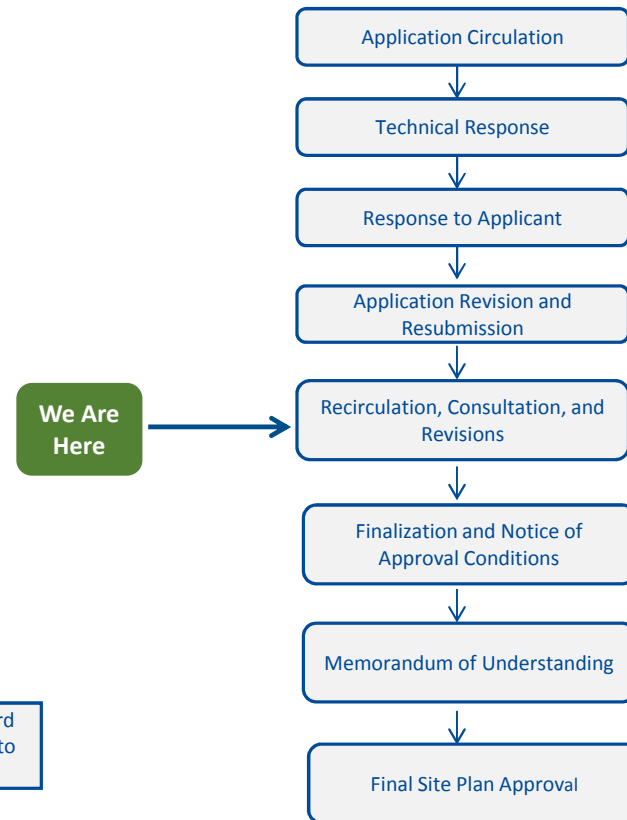 Application Circulation
Technical Response
Response to Applicant
Application Revision and
Resubmission
We Are
Here
Recirculation, Consultation, and
Revisions
Finalization and Notice of
Approval Conditions
Memorandum of Understanding
to
Final Site Plan Approval